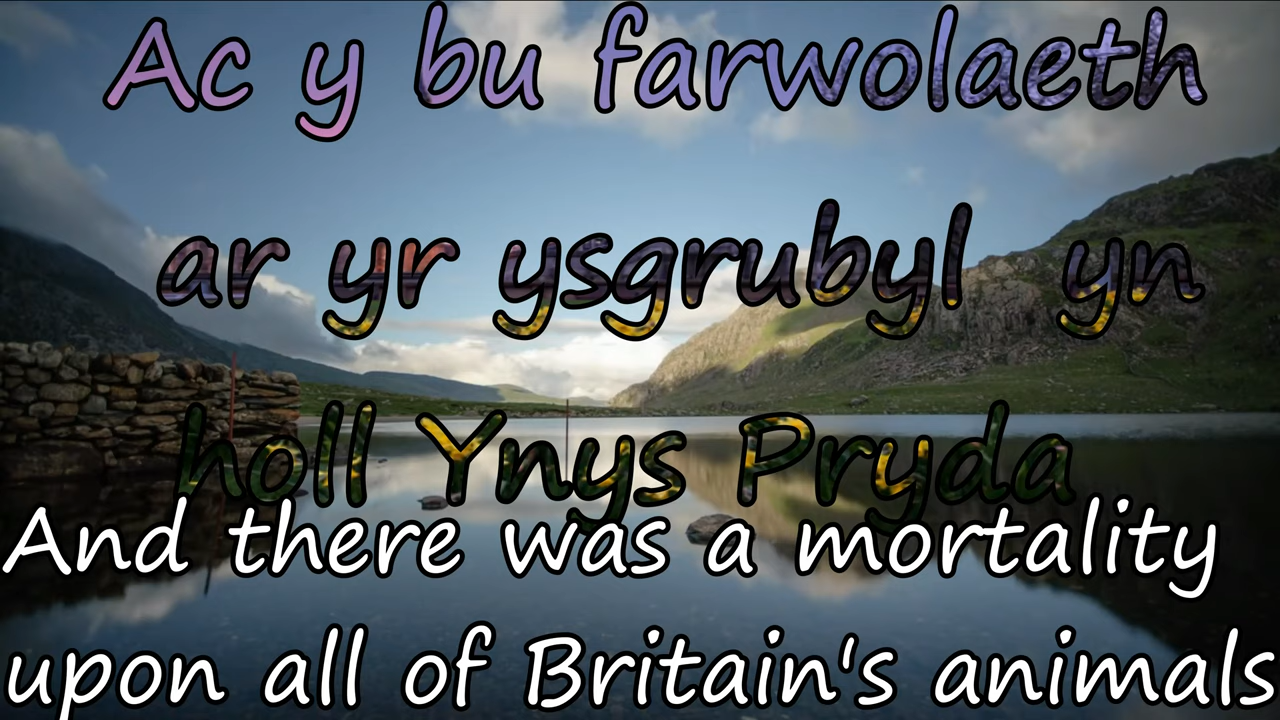 Ac y bu farwolaeth
ar yr ysgrubyl yn
holl Ynys Pryda
And there was a mortality
upon all of Britain's animals